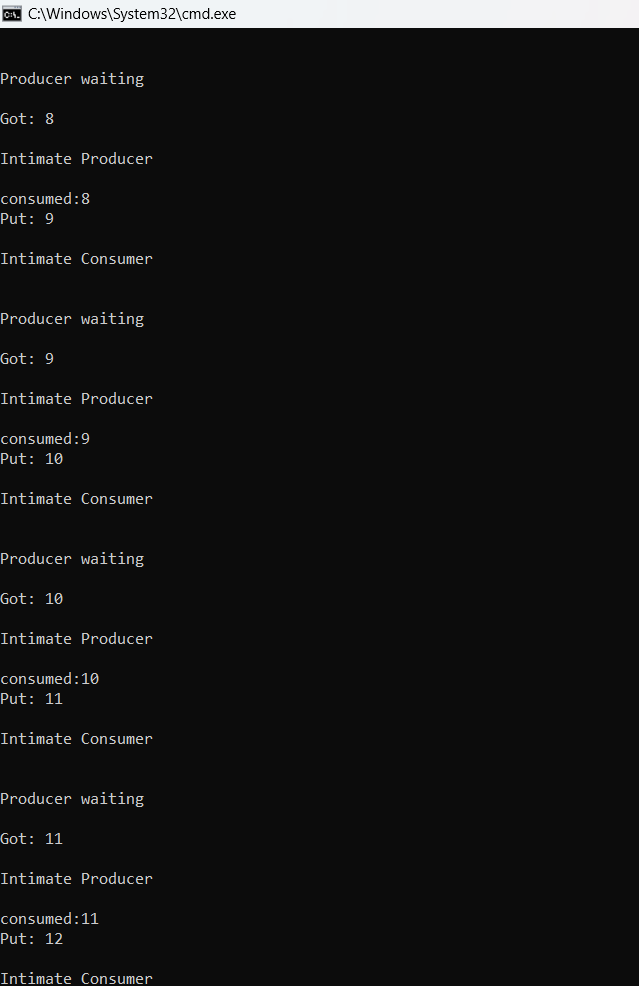 C:\Windows\System32\cmd.exe
Producer waiting
Got: 8
Intimate Producer
consumed:8
Put: 9
Intimate Consumer
Producer waiting
Got: 9
Intimate Producer
consumed:9
Put: 10
Intimate Consumer
Producer waiting
Got: 10
Intimate Producer
consumed:10
Put: 11
Intimate Consumer
Producer waiting
Got: 11
Intimate Producer
consumed:11
Put: 12
Intimate Consumer